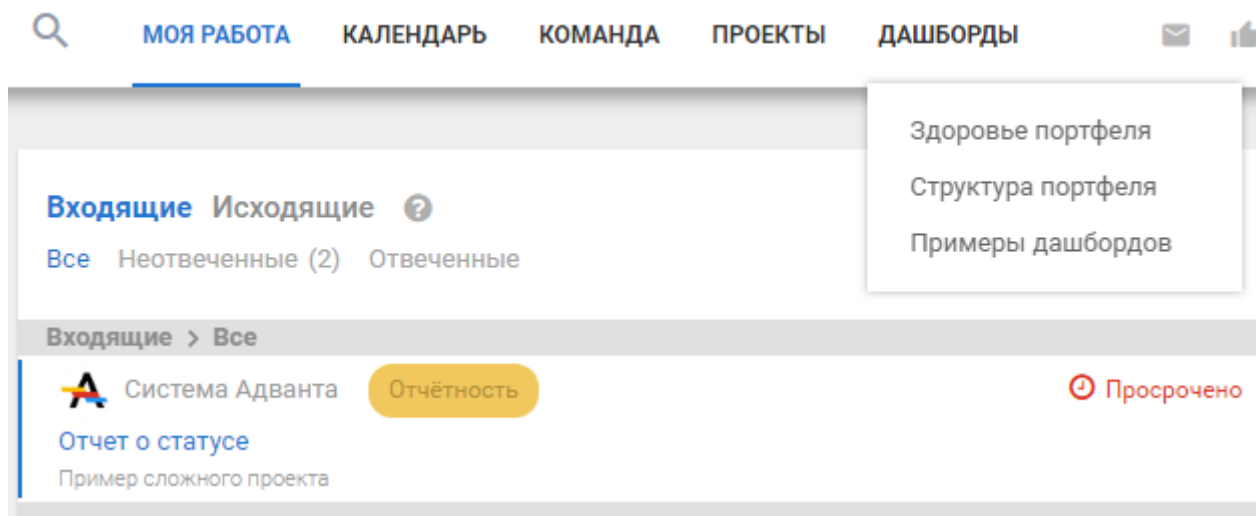 МОЯ РАБОТА КАЛЕНДАРЬ КОМАНДА ПРОЕКТЫ ДАШБОРДЫ
Здоровье портфеля
Структура портфеля
Примеры дашбордов
Входящие Исходящие ?
Все Неотвеченные (2) Отвеченные
Входящие > Все
Система Адванта Отчётность Просрочено
Отчет о статусе
Пример сложного проекта